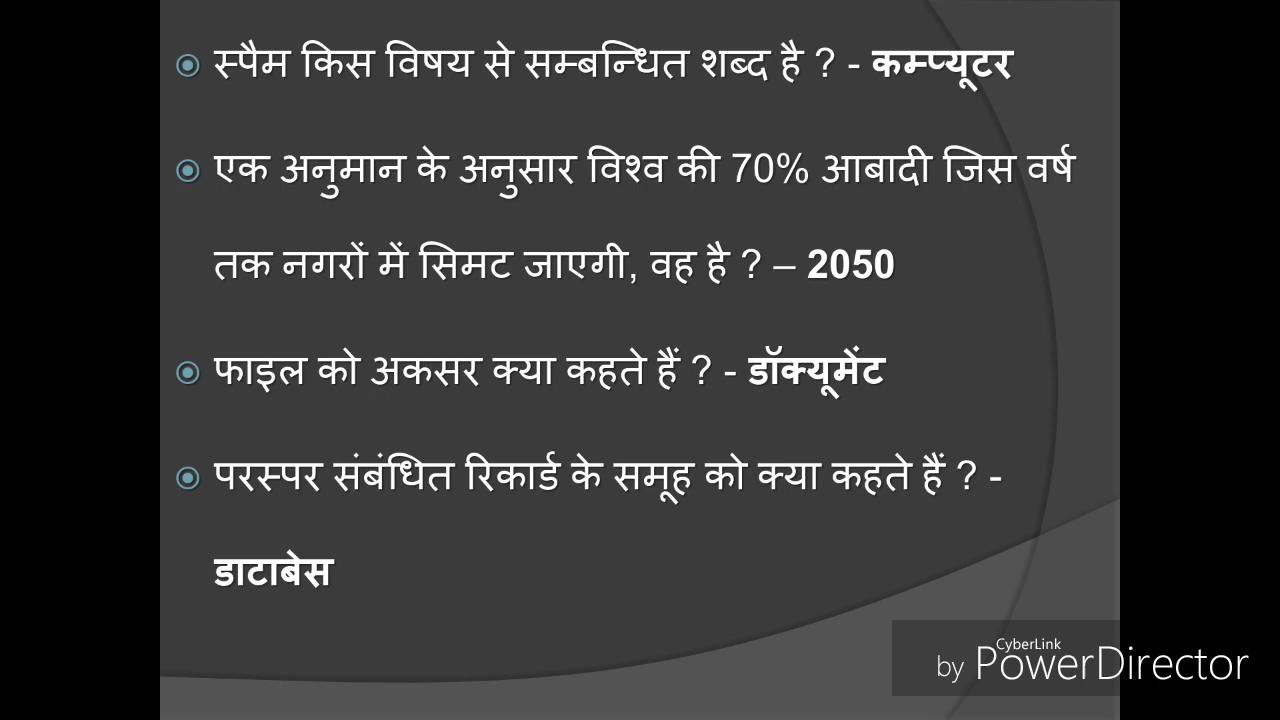 स्पैम किस विषय से सम्बन्धित शब्द है ? - कम्प्यूटर
एक अनुमान के अनुसार विश्व की 70% आबादी जिस वर्ष
तक नगरों में सिमट जाएगी, वह है ? – 2050
फाइल को अकसर क्या कहते हैं ? - डॉक्यूमेंट
परस्पर संबंधित रिकार्ड के समूह को क्या कहते हैं ? -
डाटाबेस
CyberLink
by PowerDirector